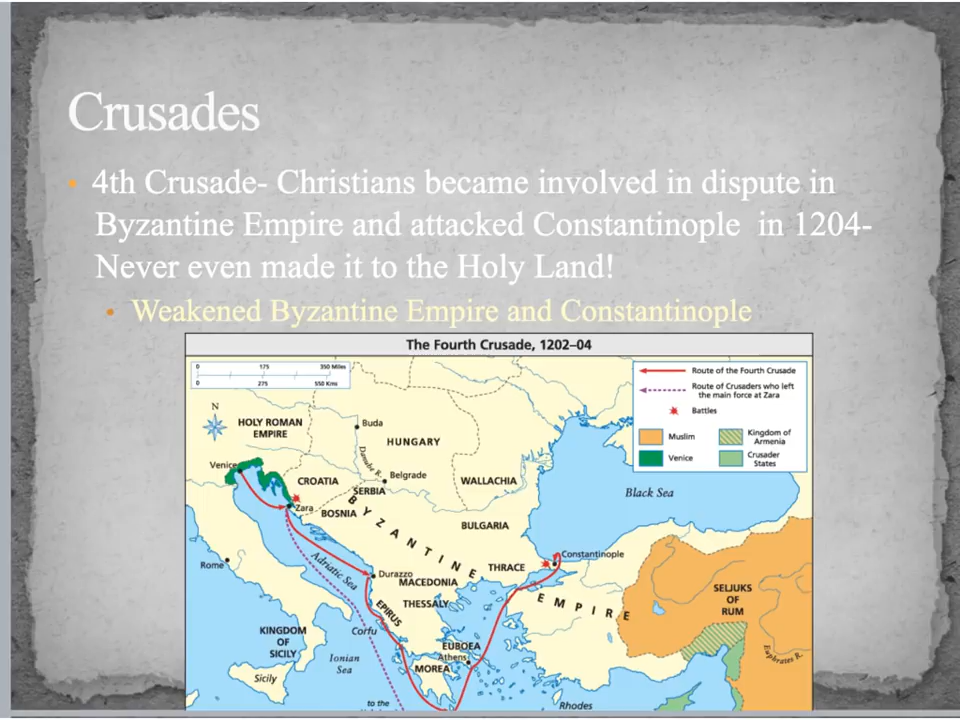 Crusades
• 4th Crusade- Christians became involved in dispute in
Byzantine Empire and attacked Constantinople in 1204-
Never even made it to the Holy Land!
• Weakened Byzantine Empire and Constantinople
The Fourth Crusade, 1202–04
0 175 350 Miles
0 275 550 Kms
Route of the Fourth Crusade
Route of Crusaders who left
the main force at Zara
Battles
Muslim
Kingdom of
Armenia
Venice
Crusader
States
N
HOLY ROMAN
EMPIRE
Buda
HUNGARY
Danube R.
Venice
Belgrade
CROATIA
SERBIA
WALLACHIA
Zara
BOSNIA
Black Sea
BULGARIA
BYZANTINE
EMPIRE
Rome
Adriatic Sea
Durazzo
MACEDONIA
THRACE
Constantinople
THESSALY
EPIRUS
SELJUKS
OF
RUM
KINGDOM
OF
SICILY
Corfu
EUBOEA
Athens
MOREA
Ionian
Sea
Euphrates R.
Sicily
to the
Rhodes